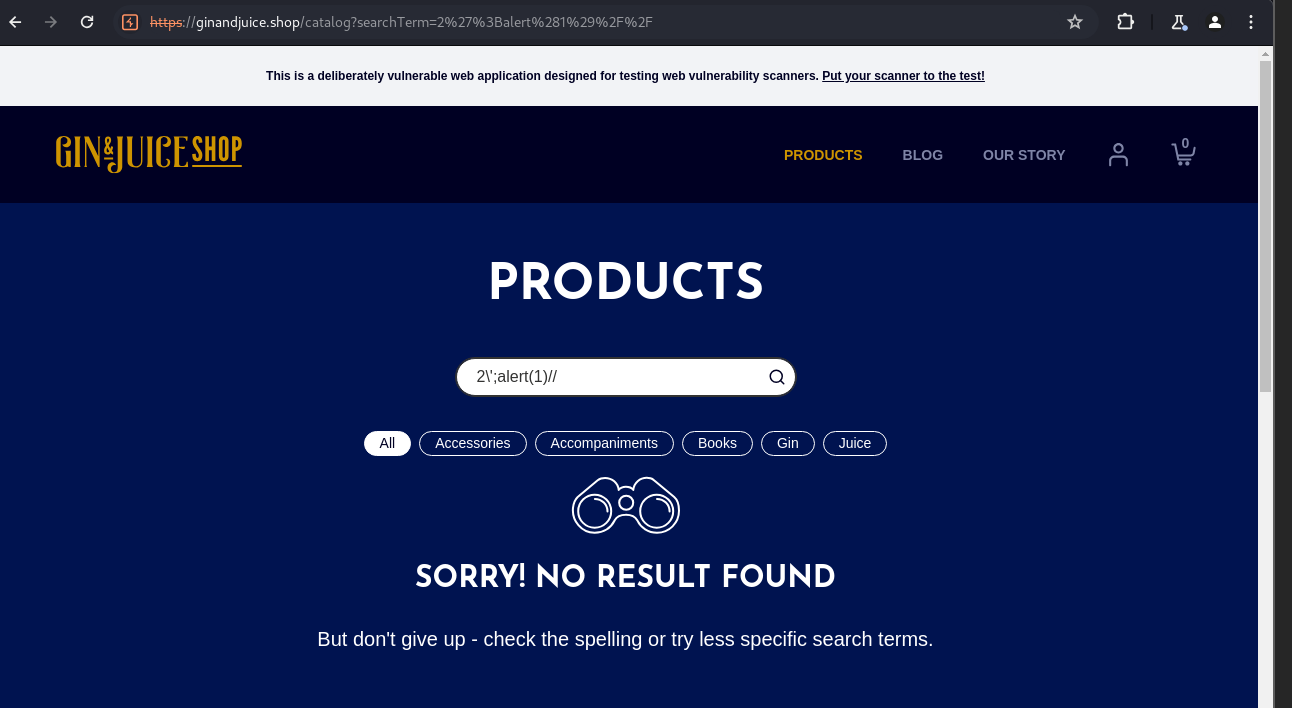 https://ginandjuice.shop/catalog?searchTerm=2%27%3Balert%281%29%2F%2F
This is a deliberately vulnerable web application designed for testing web vulnerability scanners. Put your scanner to the test!
GIN&JUICE SHOP
PRODUCTS BLOG OUR STORY 0
PRODUCTS
2\';alert(1)//
All Accessories Accompaniments Books Gin Juice
SORRY! NO RESULT FOUND
But don't give up - check the spelling or try less specific search terms.